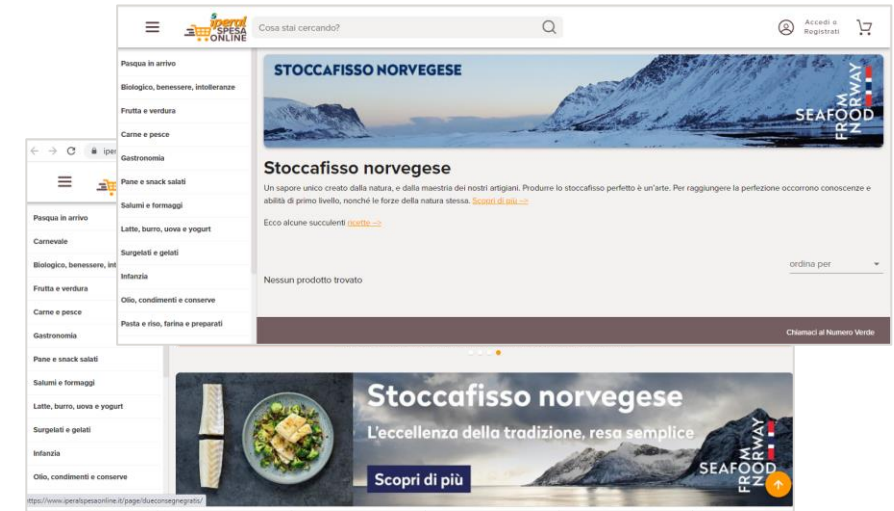 iperal
SPESA
ONLINE
Cosa stai cercando?
Accedi o
Registrati
Pasqua in arrivo
Biologico, benessere, intolleranze
Frutta e verdura
Carne e pesce
Gastronomia
Pane e snack salati
Salumi e formaggi
Latte, burro, uova e yogurt
Surgelati e gelati
Infanzia
Olio, condimenti e conserve
Pasta e riso, farina e preparati
STOCCAFISSO NORVEGESE
SEAFOOD
FROM
NORWAY
Stoccafisso norvegese
Un sapore unico creato dalla natura, e dalla maestria dei nostri artigiani. Produrre lo stoccafisso perfetto è un'arte. Per raggiungere la perfezione occorrono conoscenze e
abilità di primo livello, nonché le forze della natura stessa. Scopri di più -->
Ecco alcune succulenti ricette -->
ordina per
Nessun prodotto trovato
Chiamaci al Numero Verde
iper
Pasqua in arrivo
Carnevale
Biologico, benessere, int
Frutta e verdura
Carne e pesce
Gastronomia
Pane e snack salati
Salumi e formaggi
Latte, burro, uova e yogurt
Surgelati e gelati
Infanzia
Olio, condimenti e conserve
https://www.iperalspesaonline.it/page/dueconsegnegratis/
Stoccafisso norvegese
L'eccellenza della tradizione, resa semplice
Scopri di più
SEAFOOD
FROM
NORWAY